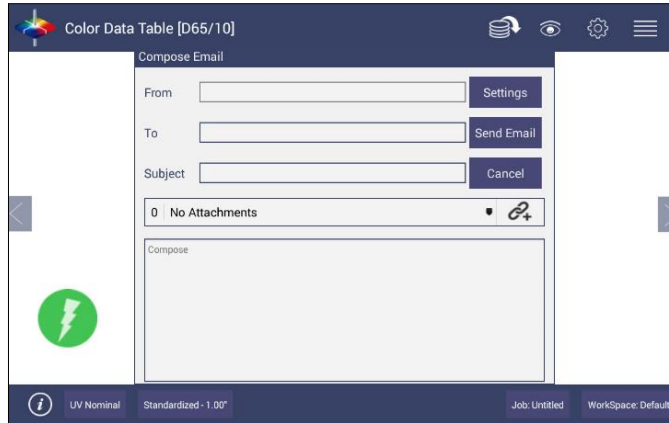 Color Data Table [D65/10]
Compose Email
From
Settings
To
Send Email
Subject
Cancel
0 No Attachments
Compose
i UV Nominal Standardized - 1.00" Job: Untitled WorkSpace: Default